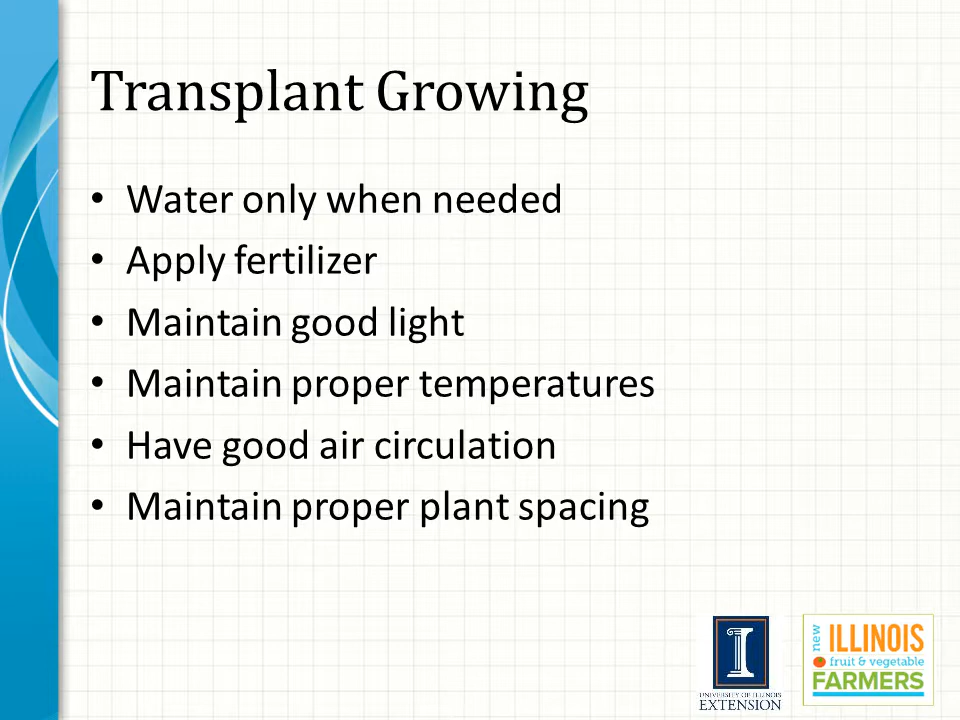 Transplant Growing
• Water only when needed
• Apply fertilizer
• Maintain good light
• Maintain proper temperatures
• Have good air circulation
• Maintain proper plant spacing
I
UNIVERSITY OF ILLINOIS
EXTENSION
new
ILLINOIS
fruit & vegetable
FARMERS